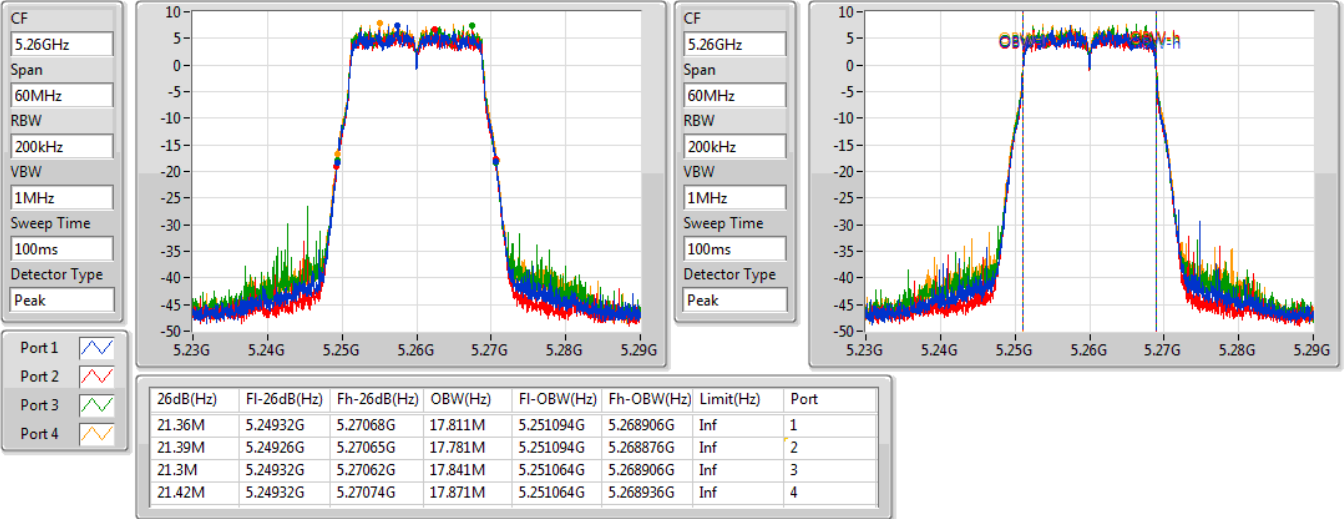 CF
5.26GHz
Span
60MHz
RBW
200kHz
VBW
1MHz
Sweep Time
100ms
Detector Type
Peak
10
5
0
-5
-10
-15
-20
-25
-30
-35
-40
-45
-50
5.23G 5.24G 5.25G 5.26G 5.27G 5.28G 5.29G
CF
5.26GHz
Span
60MHz
RBW
200kHz
VBW
1MHz
Sweep Time
100ms
Detector Type
Peak
10
5
0
-5
-10
-15
-20
-25
-30
-35
-40
-45
-50
5.23G 5.24G 5.25G 5.26G 5.27G 5.28G 5.29G
Port 1
Port 2
Port 3
Port 4
26dB(Hz) Fl-26dB(Hz) Fh-26dB(Hz) OBW(Hz) Fl-OBW(Hz) Fh-OBW(Hz) Limit(Hz) Port
21.36M 5.24932G 5.27068G 17.811M 5.251094G 5.268906G Inf 1
21.39M 5.24926G 5.27065G 17.781M 5.251094G 5.268876G Inf 2
21.3M 5.24932G 5.27062G 17.841M 5.251064G 5.268906G Inf 3
21.42M 5.24932G 5.27074G 17.871M 5.251064G 5.268936G Inf 4